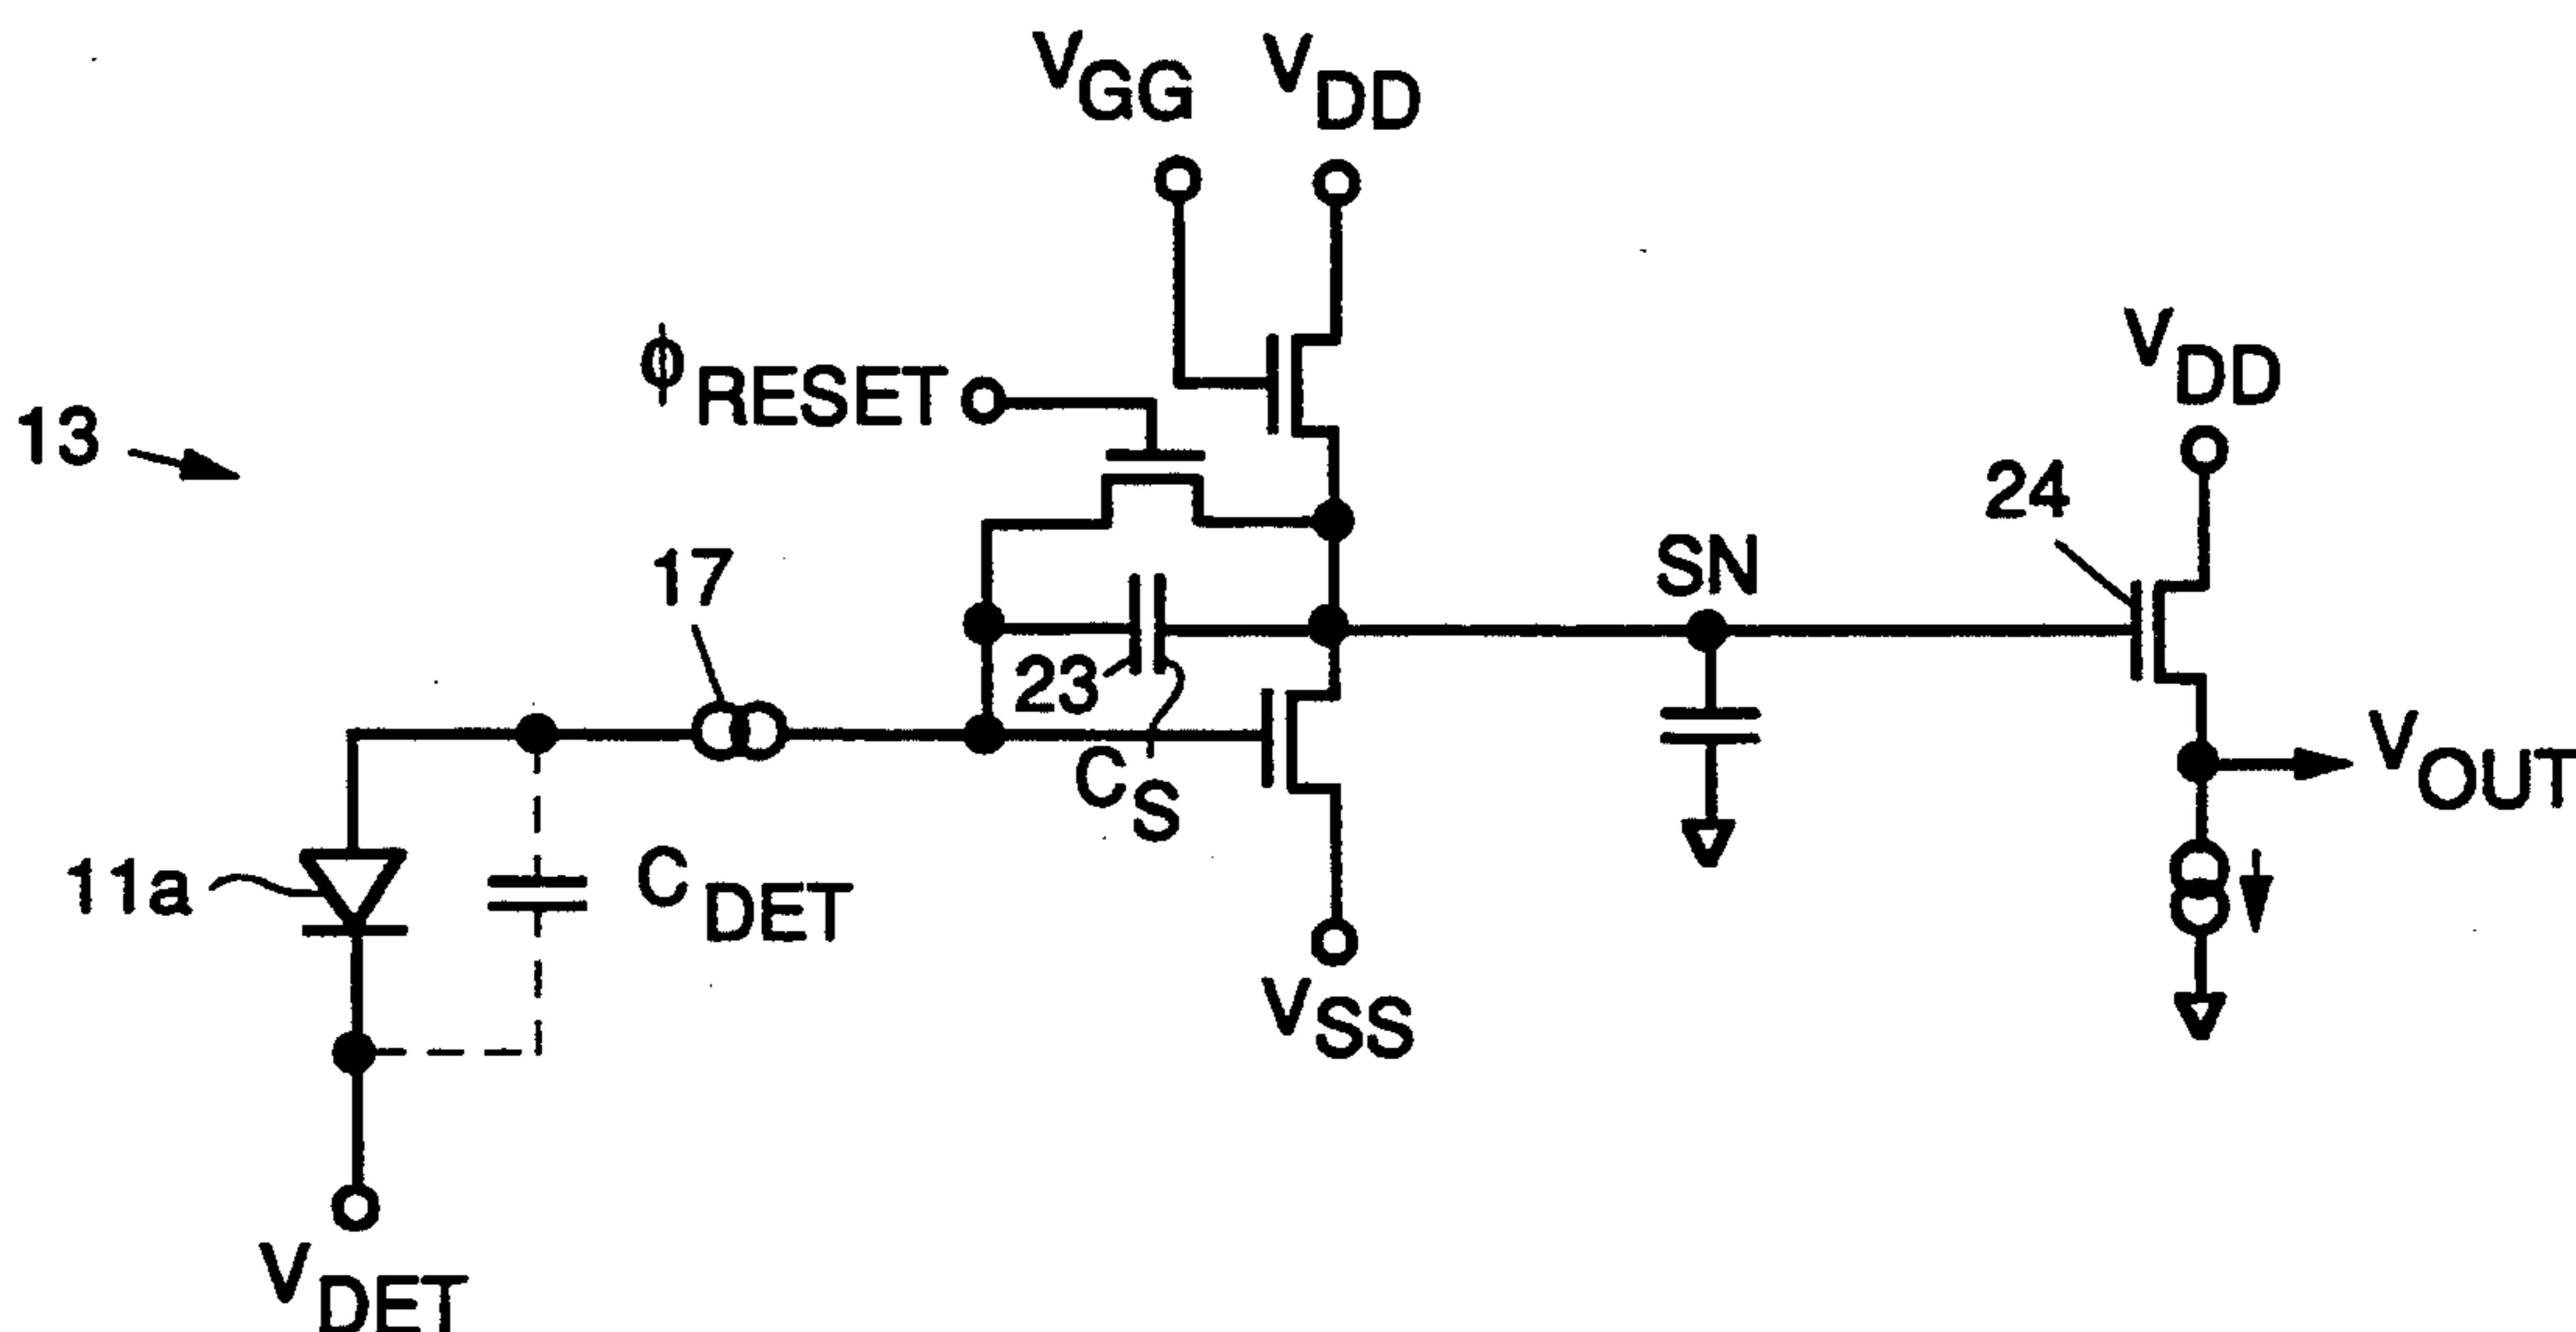 VGG
VDD
ϕRESET
VDD
13
24
17
SN
23
CS
VOUT
11a
CDET
VSS
VDET